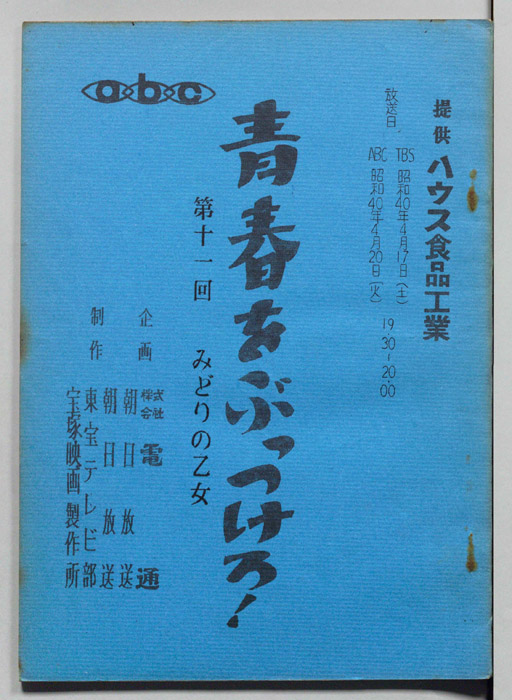 提供 ハウス食品工業
放送日、
TBS 昭和40年4月17日(土)
ABC 昭和40年4月20日(火)
19.30~20.00
abc
青春をぶっつけろ!
第十一回 みどりの乙女
企画
株式会社 電通
朝日放送
制作
朝日放送
東宝テレビ部
宝塚映画製作所